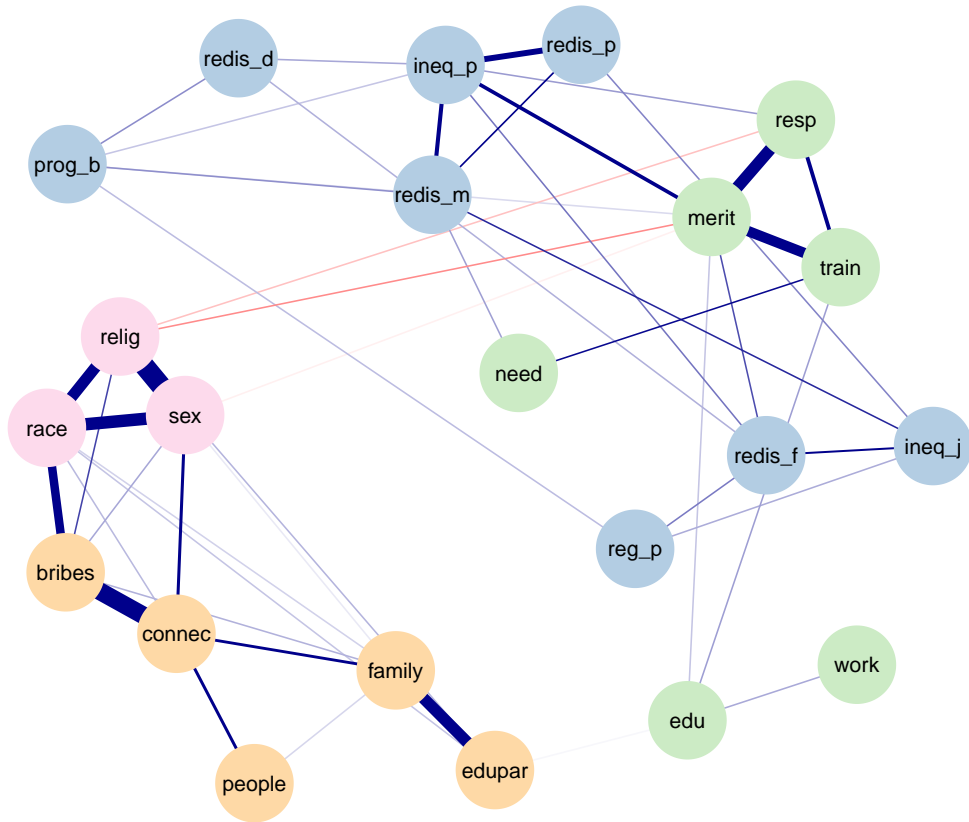 redis_p
redis_d
ineq_p
resp
prog_b
redis_m
merit
train
relig
need
sex
race
redis_f
ineq_j
reg_p
bribes
connec
family
work
edu
people
edupar